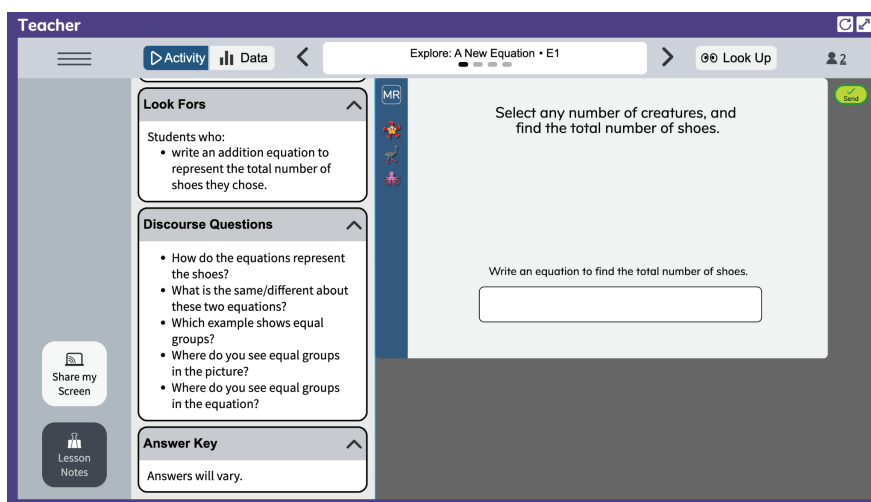 Teacher
Activity
Data
Explore: A New Equation • E1
Look Up
2
Look Fors
Students who:
• write an addition equation to
represent the total number of
shoes they chose.
Discourse Questions
• How do the equations represent
the shoes?
• What is the same/different about
these two equations?
• Which example shows equal
groups?
• Where do you see equal groups
in the picture?
• Where do you see equal groups
in the equation?
Answer Key
Answers will vary.
Share my
Screen
Lesson
Notes
MR
Select any number of creatures, and
find the total number of shoes.
Write an equation to find the total number of shoes.
Send